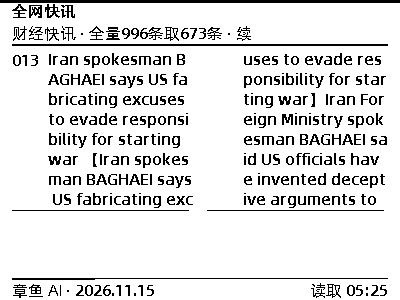 全网快讯
财经快讯 · 全量996条取673条 · 续
013 Iran spokesman B
AGHAEI says US fa
bricating excuses
to evade responsi
bility for starting
war 【Iran spokes
man BAGHAEI says
US fabricating exc
uses to evade res
ponsibility for star
ting war】Iran For
eign Ministry spok
esman BAGHAEI sa
id US officials hav
e invented decept
ive arguments to
章鱼 AI · 2026.11.15
读取 05:25